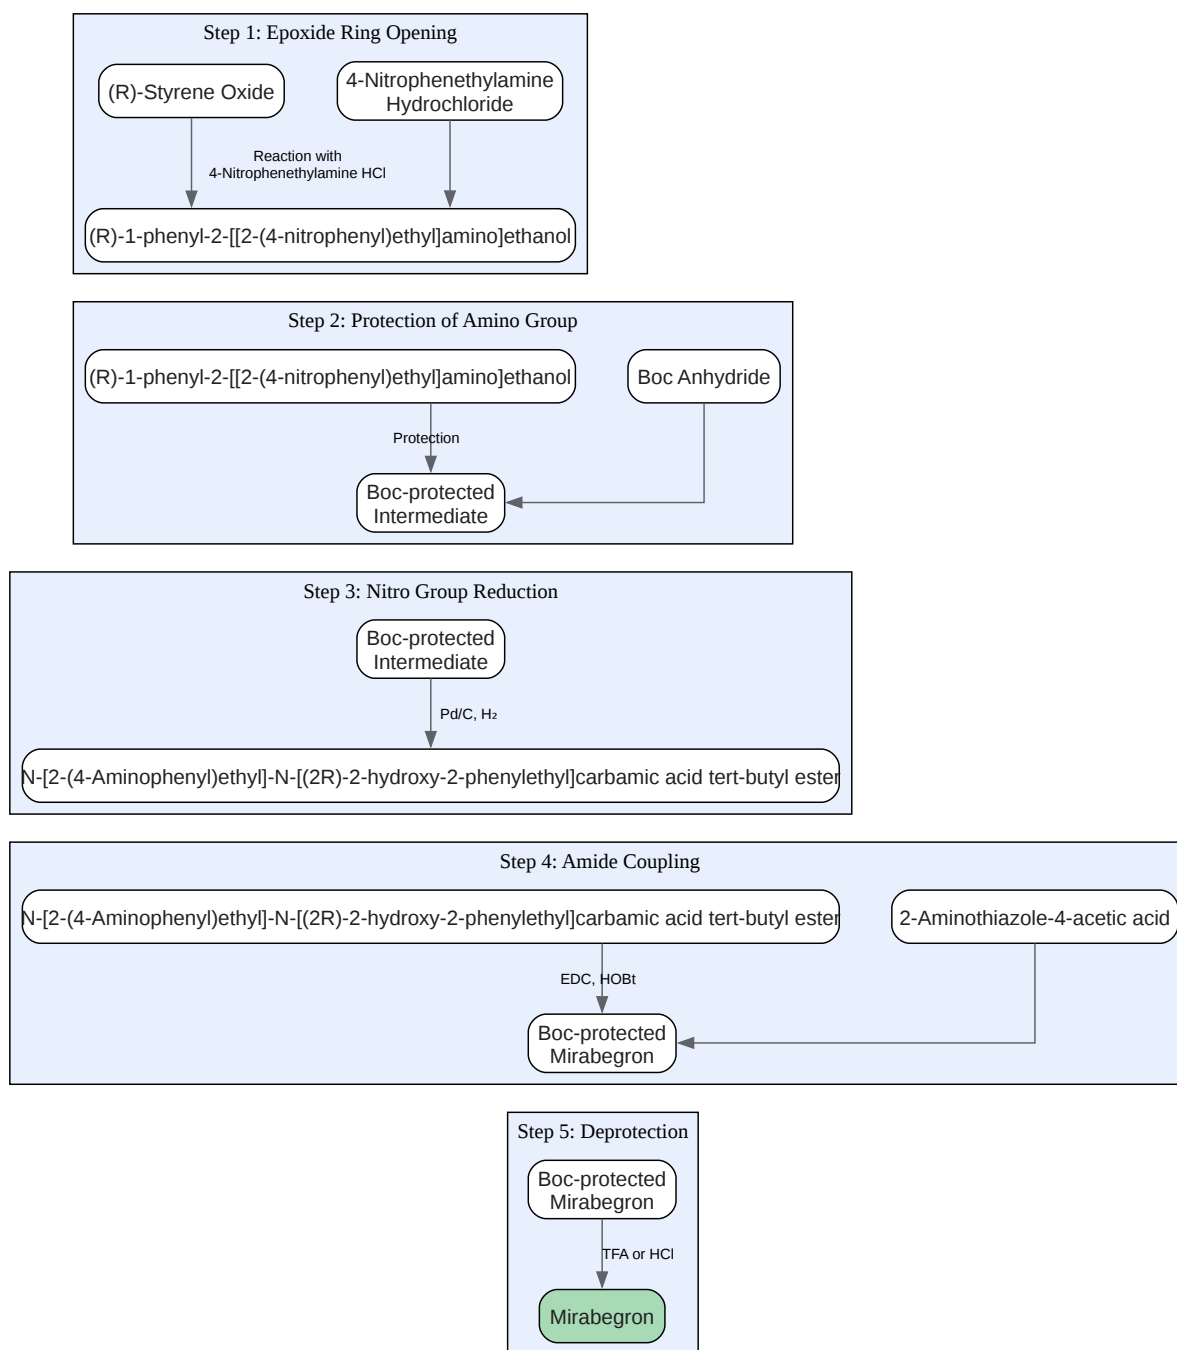 Step 1: Epoxide Ring Opening
(R)-Styrene Oxide
4-Nitrophenethylamine
Hydrochloride
Reaction with
4-Nitrophenethylamine HCl
(R)-1-phenyl-2-[[2-(4-nitrophenyl)ethyl]amino]ethanol
Step 2: Protection of Amino Group
(R)-1-phenyl-2-[[2-(4-nitrophenyl)ethyl]amino]ethanol
Boc Anhydride
Protection
Boc-protected
Intermediate
Step 3: Nitro Group Reduction
Boc-protected
Intermediate
Pd/C, H₂
N-[2-(4-Aminophenyl)ethyl]-N-[(2R)-2-hydroxy-2-phenylethyl]carbamic acid tert-butyl ester
Step 4: Amide Coupling
N-[2-(4-Aminophenyl)ethyl]-N-[(2R)-2-hydroxy-2-phenylethyl]carbamic acid tert-butyl ester
2-Aminothiazole-4-acetic acid
EDC, HOBt
Boc-protected
Mirabegron
Step 5: Deprotection
Boc-protected
Mirabegron
TFA or HCl
Mirabegron